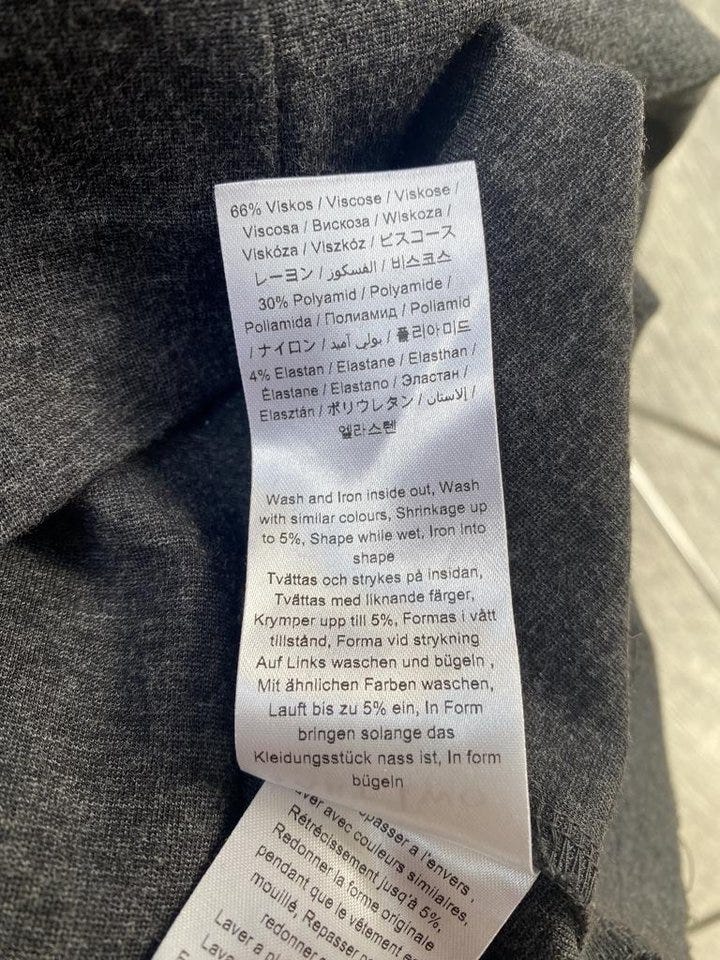 66% Viskos / Viscose / Viskose /
Viscosa / Вискоза / Wiskoza /
Viskóza / Viszkóz / ビスコース
レーヨン / الفسكوز / 비스코스
30% Polyamid / Polyamide /
Poliamida / Полиамид / Poliamid
/ ナイロン / بولي أميد / 폴리아미드
4% Elastan / Elastane / Elasthan /
Élastane / Elastano / Эластан /
Elasztán / ポリウレタン / إلاستان /
엘라스텐
Wash and Iron inside out, Wash
with similar colours, Shrinkage up
to 5%, Shape while wet, Iron into
shape
Tvättas och strykes på insidan,
Tvättas med liknande färger,
Krymper upp till 5%, Formas i vått
tillstånd, Forma vid strykning
Auf Links waschen und bügeln ,
Mit ähnlichen Farben waschen,
Lauft bis zu 5% ein, In Form
bringen solange das
Kleidungsstück nass ist, In form
bügeln
repasser a l'envers ,
avec couleurs similaires,
Rétrécissement jusqu'à 5%,
Redonner la forme originale
pendant que le vêtement
mouillé, Repasser
redonner
Laver a